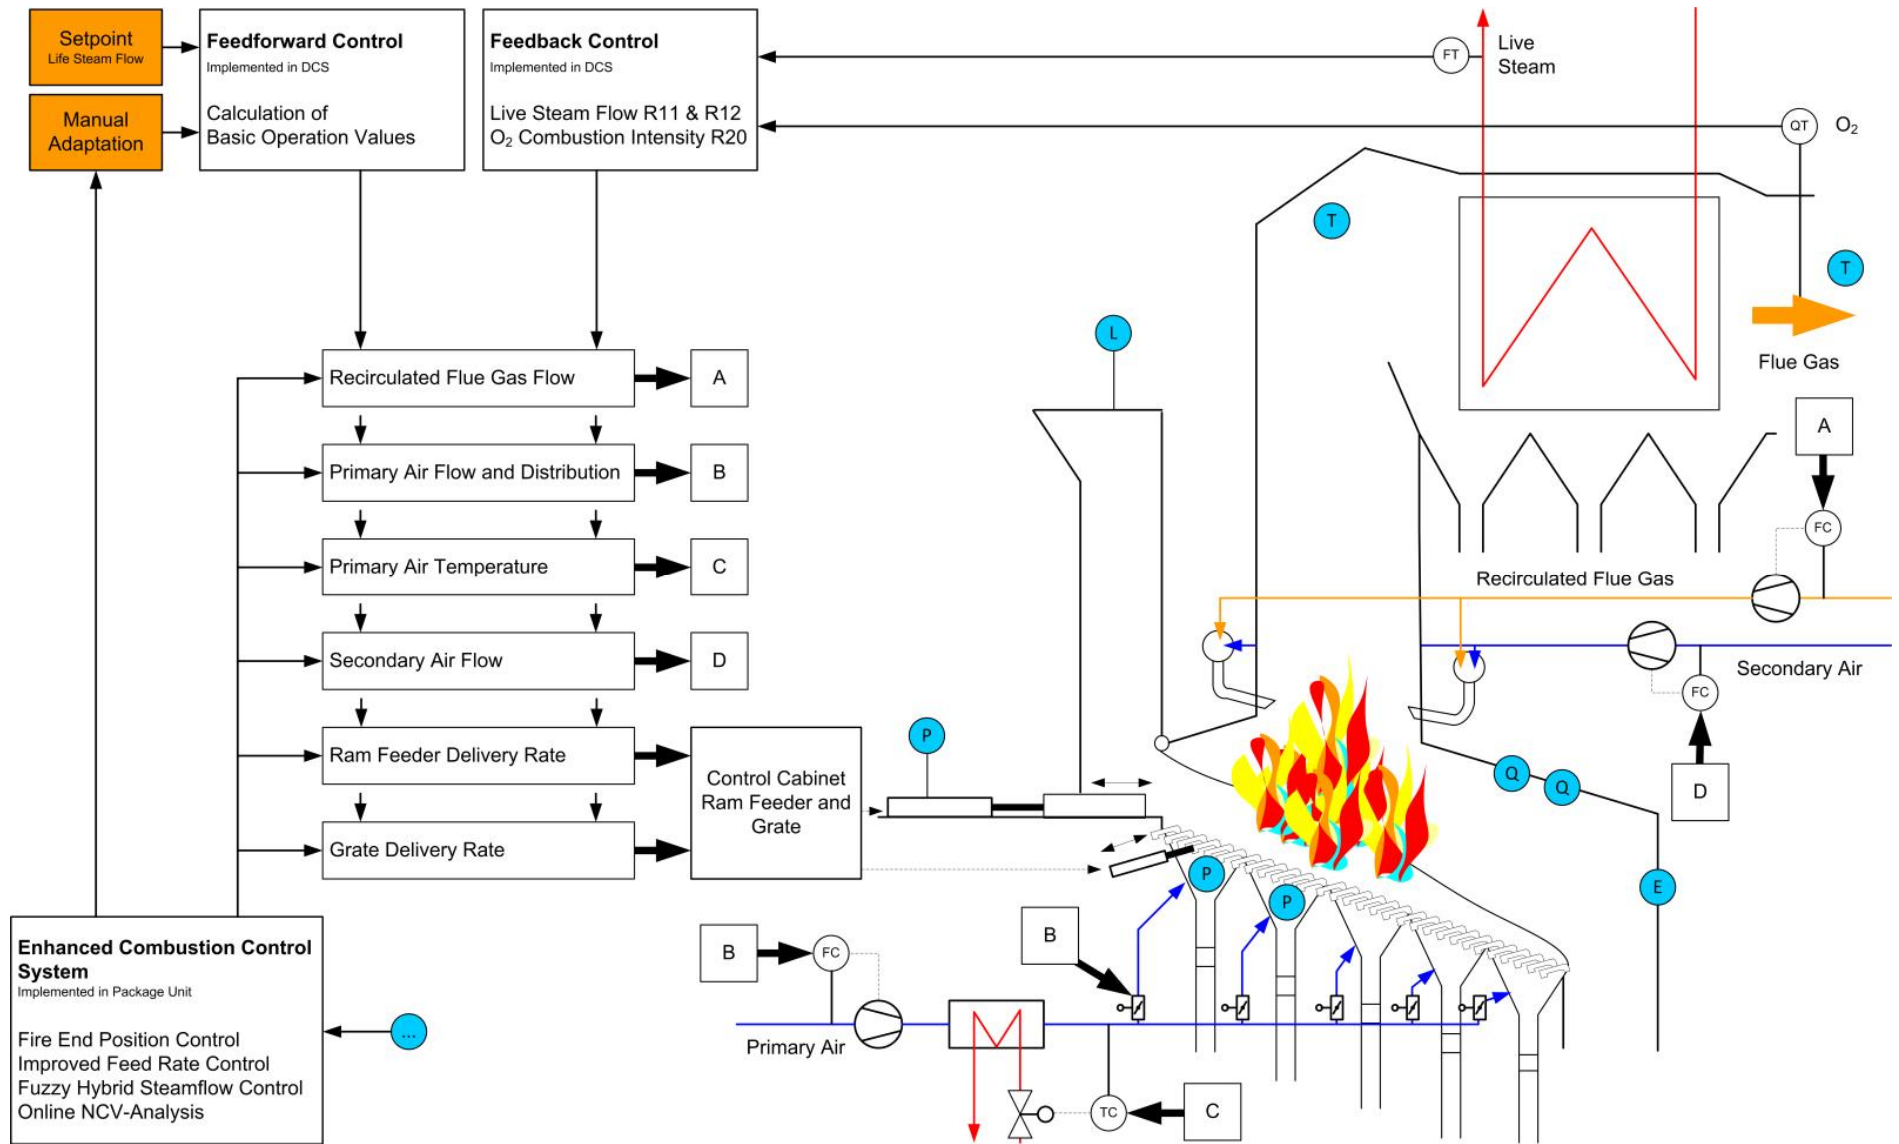 Setpoint
Life Steam Flow
Manual
Adaptation
Feedforward Control
Implemented in DCS
Calculation of
Basic Operation Values
Feedback Control
Implemented in DCS
Live Steam Flow R11 & R12
O₂ Combustion Intensity R20
FT
Live
Steam
QT
O₂
T
T
Flue Gas
L
Recirculated Flue Gas Flow
A
Primary Air Flow and Distribution
B
Primary Air Temperature
C
Secondary Air Flow
D
Ram Feeder Delivery Rate
Grate Delivery Rate
Control Cabinet
Ram Feeder and
Grate
A
FC
Recirculated Flue Gas
Secondary Air
FC
D
P
Q
Q
P
P
E
Enhanced Combustion Control
System
Implemented in Package Unit
Fire End Position Control
Improved Feed Rate Control
Fuzzy Hybrid Steamflow Control
Online NCV-Analysis
...
B
FC
B
Primary Air
TC
C